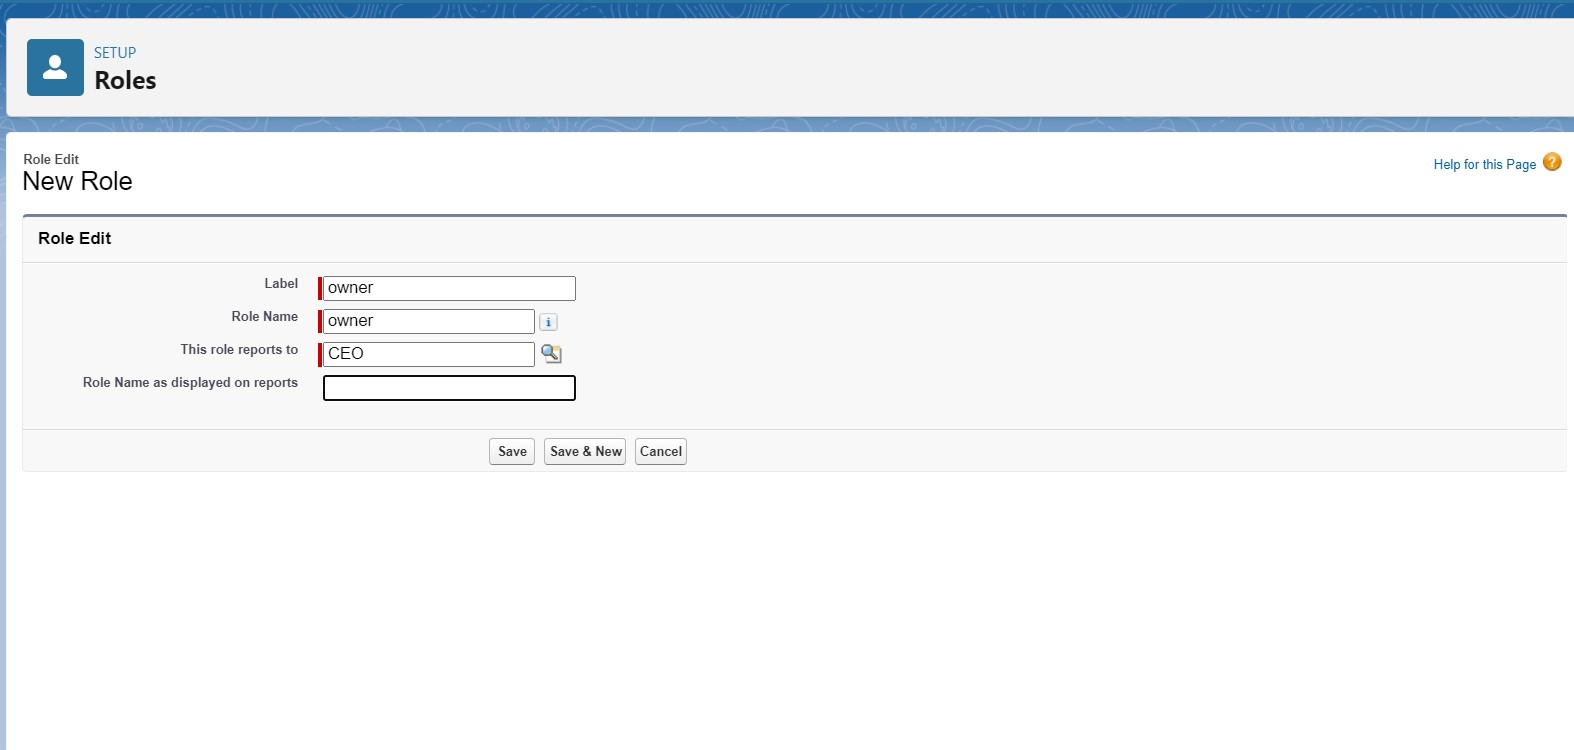 SETUP
Roles
Role Edit
New Role
Help for this Page ?
Role Edit
Label owner
Role Name owner i
This role reports to CEO
Role Name as displayed on reports
Save Save & New Cancel